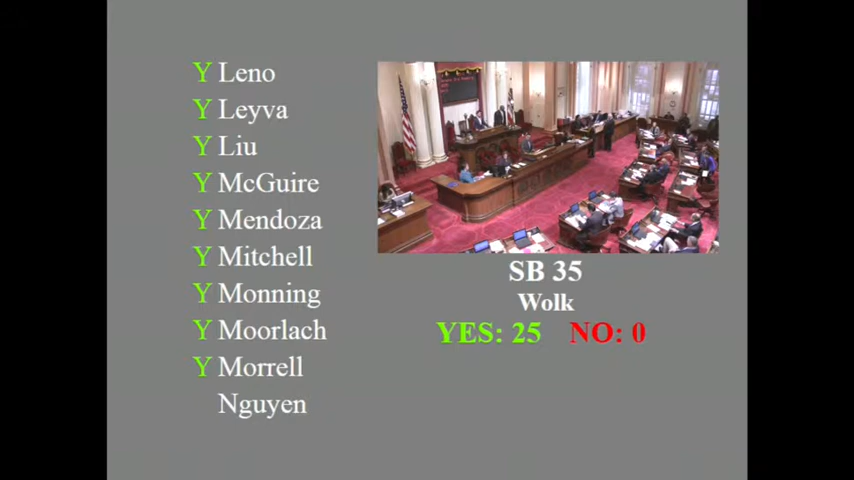 Y Leno
Y Leyva
Y Liu
Y McGuire
Y Mendoza
Y Mitchell
Y Monning
Y Moorlach
Y Morrell
Nguyen
SB 35
Wolk
YES: 25 NO: 0